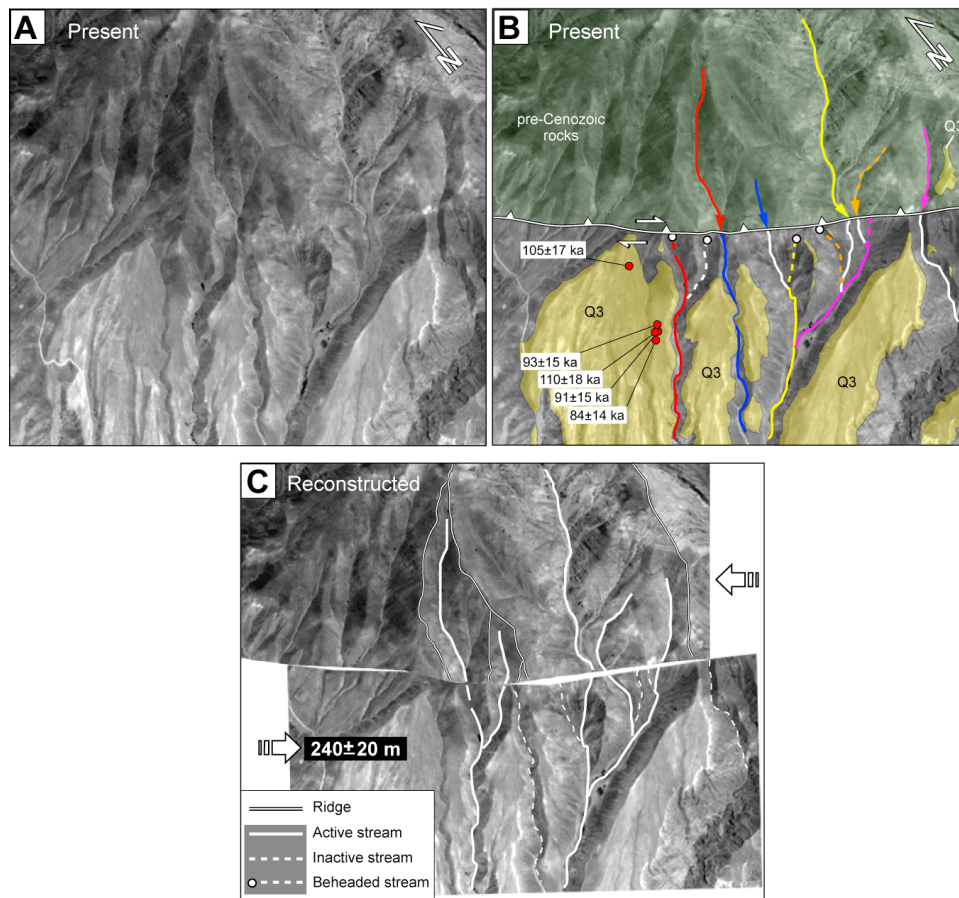 A
Present
N
B
Present
N
pre-Cenozoic
rocks
Q3
105±17 ka
Q3
Q3
Q3
93±15 ka
110±18 ka
91±15 ka
84±14 ka
C
Reconstructed
240±20 m
Ridge
Active stream
Inactive stream
Beheaded stream